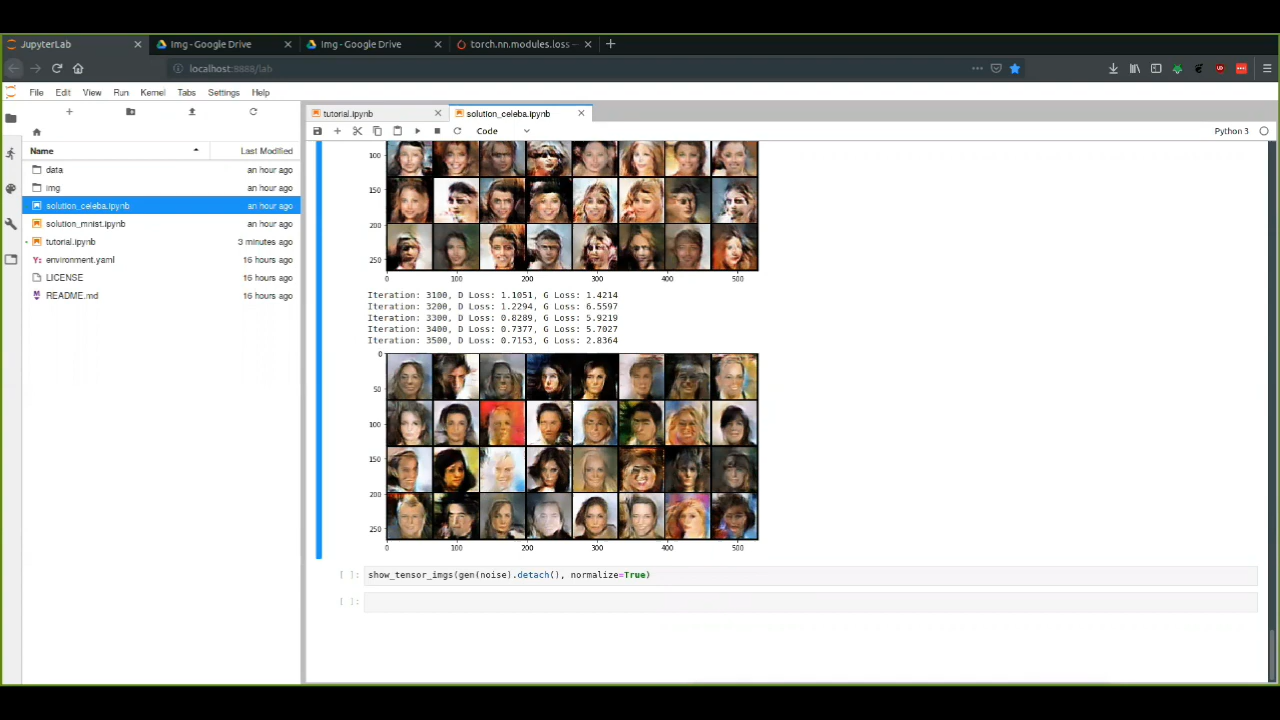 JupyterLab
Img - Google Drive
Img - Google Drive
torch.nn.modules.loss —
localhost:8888/lab
File Edit View Run Kernel Tabs Settings Help
tutorial.ipynb
solution_celeba.ipynb
Code
Python 3
Name Last Modified
data an hour ago
img an hour ago
solution_celeba.ipynb an hour ago
solution_mnist.ipynb an hour ago
tutorial.ipynb 3 minutes ago
Y: environment.yaml 16 hours ago
LICENSE 16 hours ago
README.md 16 hours ago
100
150
200
250
0 100 200 300 400 500
Iteration: 3100, D Loss: 1.1051, G Loss: 1.4214
Iteration: 3200, D Loss: 1.2294, G Loss: 6.5597
Iteration: 3300, D Loss: 0.8289, G Loss: 5.9219
Iteration: 3400, D Loss: 0.7377, G Loss: 5.7027
Iteration: 3500, D Loss: 0.7153, G Loss: 2.8364
0
50
100
150
200
250
0 100 200 300 400 500
[ ]: show_tensor_imgs(gen(noise).detach(), normalize=True)
[ ]: